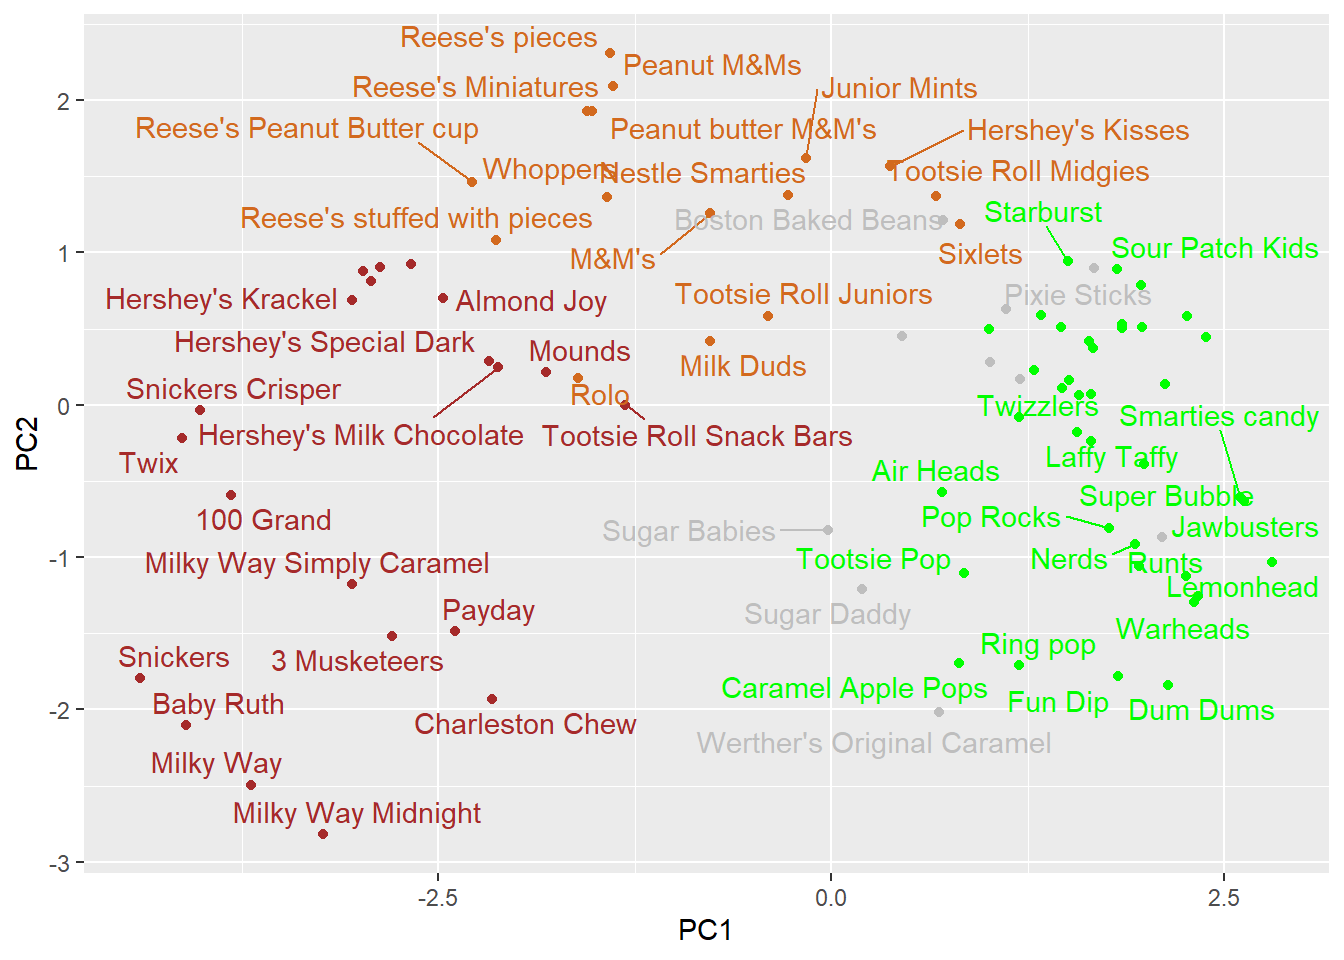 Reese's pieces
Peanut M&Ms
Reese's Miniatures
Junior Mints
Reese's Peanut Butter cup
Peanut butter M&M's
Hershey's Kisses
Whoppers
Nestle Smarties
Tootsie Roll Midgies
Reese's stuffed with pieces
Boston Baked Beans
Starburst
M&M's
Sixlets
Sour Patch Kids
Hershey's Krackel
Almond Joy
Tootsie Roll Juniors
Pixie Sticks
Hershey's Special Dark
Mounds
Milk Duds
Snickers Crisper
Rolo
Twizzlers
Smarties candy
Hershey's Milk Chocolate
Tootsie Roll Snack Bars
Twix
Air Heads
Laffy Taffy
100 Grand
Super Bubble
Sugar Babies
Pop Rocks
Jawbusters
Milky Way Simply Caramel
Tootsie Pop
Nerds
Runts
Lemonhead
Payday
Sugar Daddy
Warheads
Snickers
3 Musketeers
Ring pop
Baby Ruth
Charleston Chew
Caramel Apple Pops
Fun Dip
Dum Dums
Werther's Original Caramel
Milky Way
Milky Way Midnight
2
1
0
-1
-2
-3
PC2
-2.5
0.0
2.5
PC1